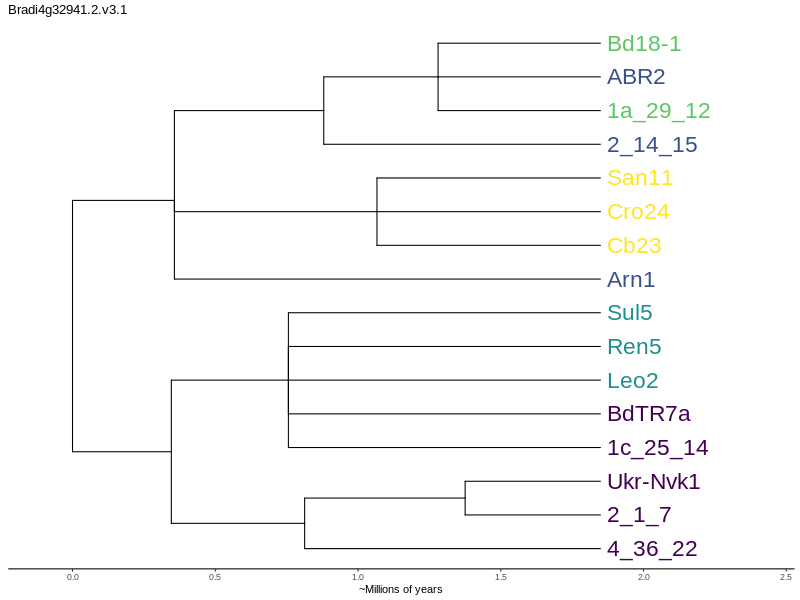 Bradi4g32941.2.v3.1
Bd18-1
ABR2
1a_29_12
2_14_15
San11
Cro24
Cb23
Arn1
Sul5
Ren5
Leo2
BdTR7a
1c_25_14
Ukr-Nvk1
2_1_7
4_36_22
0.0 0.5 1.0 1.5 2.0 2.5
~Millions of years